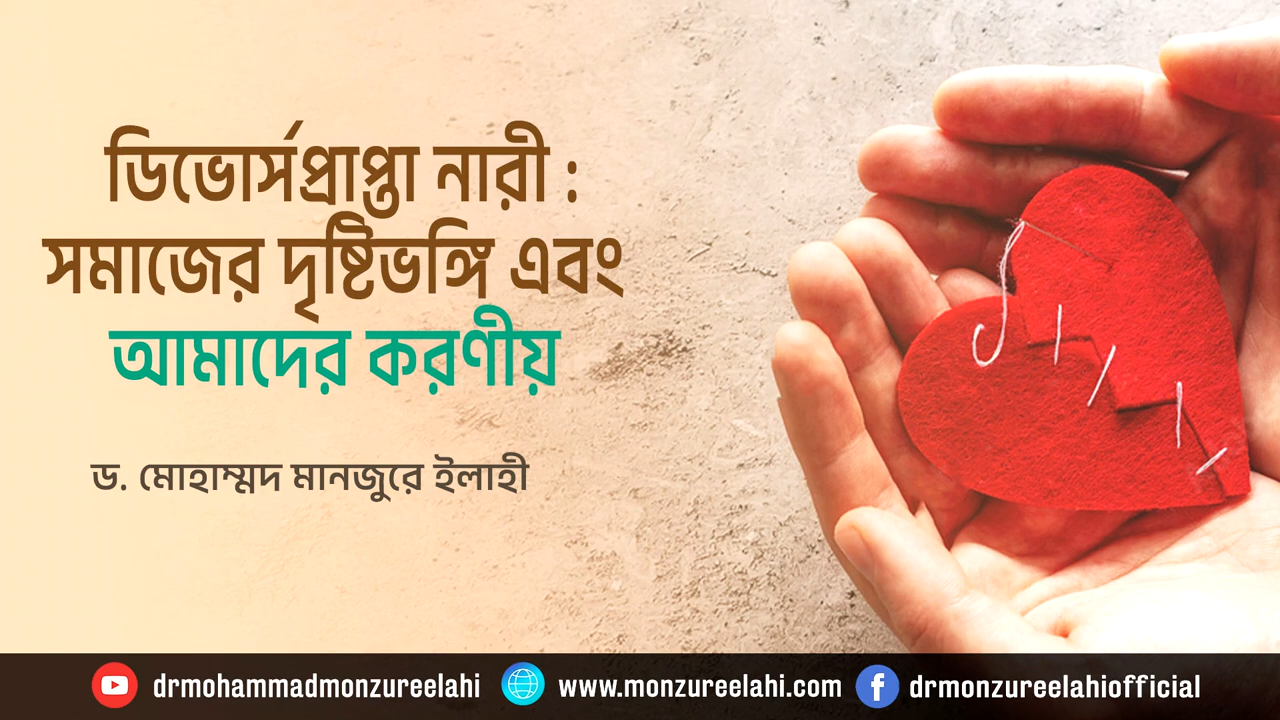 ডিভোর্সপ্রাপ্তা নারী :
সমাজের দৃষ্টিভঙ্গি এবং
আমাদের করণীয়
ড. মোহাম্মদ মানজুরে ইলাহী
drmohammadmonzureelahi
www.monzureelahi.com
drmonzureelahiofficial